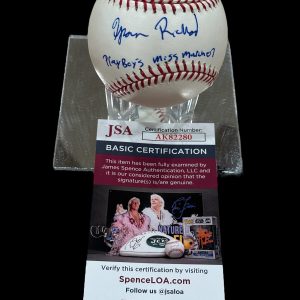 Playboy's Miss March
JSA
Certification Number:
AK82280
BASIC CERTIFICATION
This item has been fully examined by
James Spence Authentication, LLC and
it is our considered opinion that the
signature(s) is/are genuine.
Verify this certification by visiting
SpenceLOA.com
Follow us @jsaloa